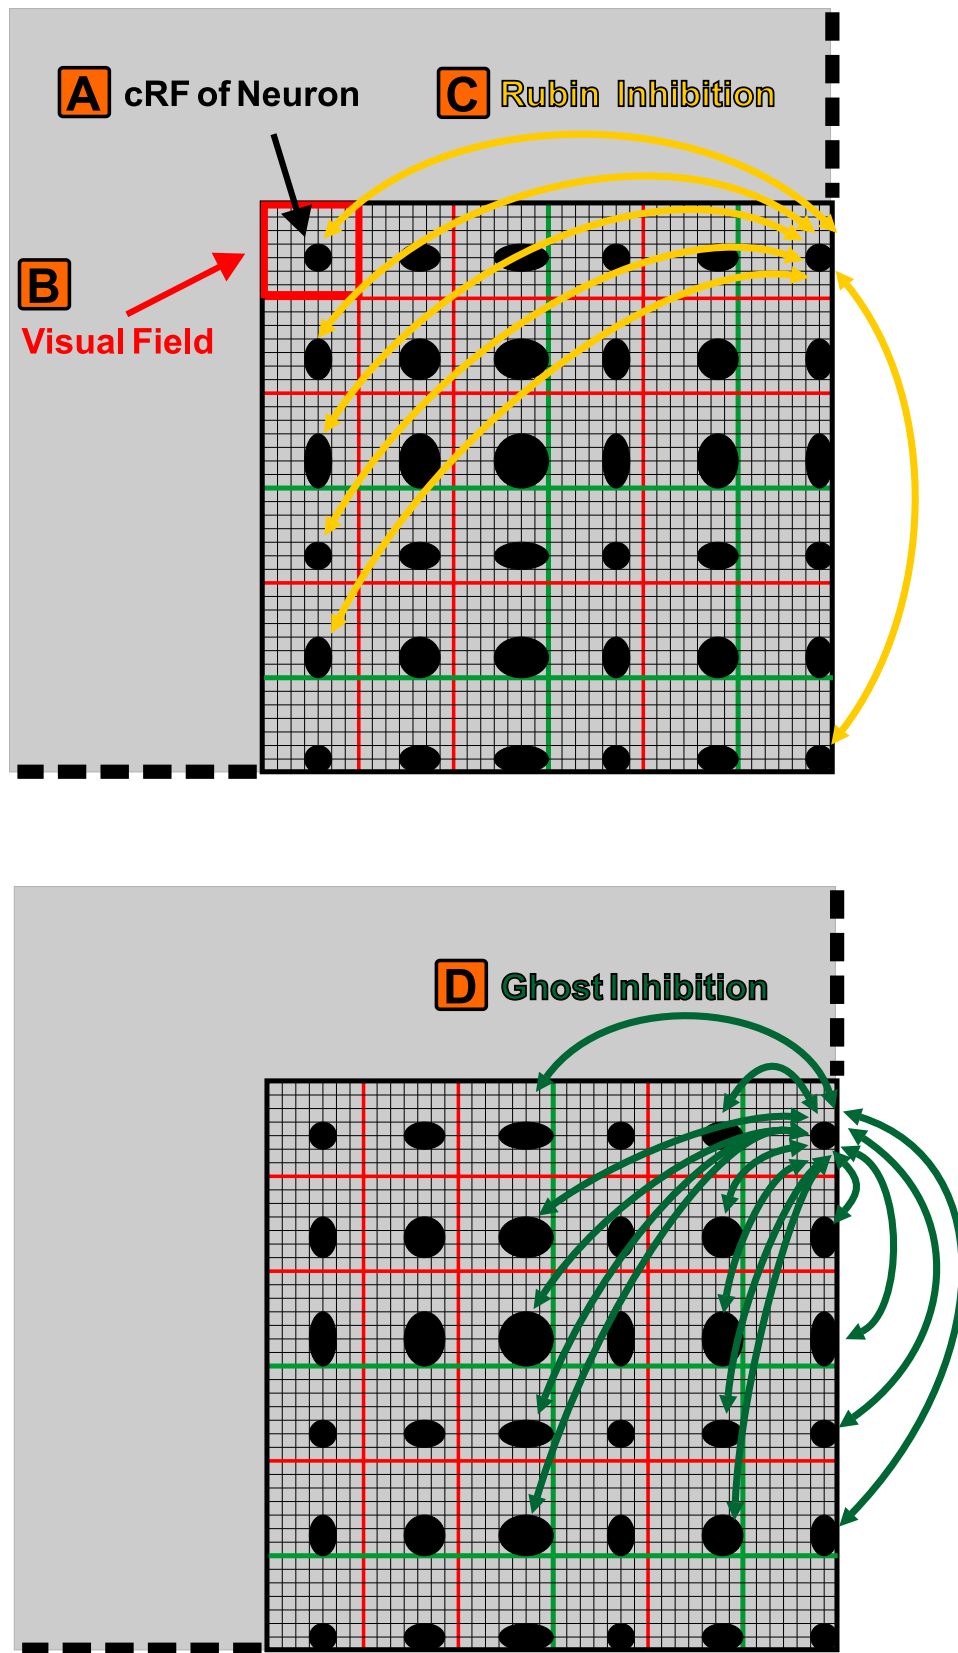 A cRF of Neuron
C Rubin Inhibition
B
Visual Field
D Ghost Inhibition